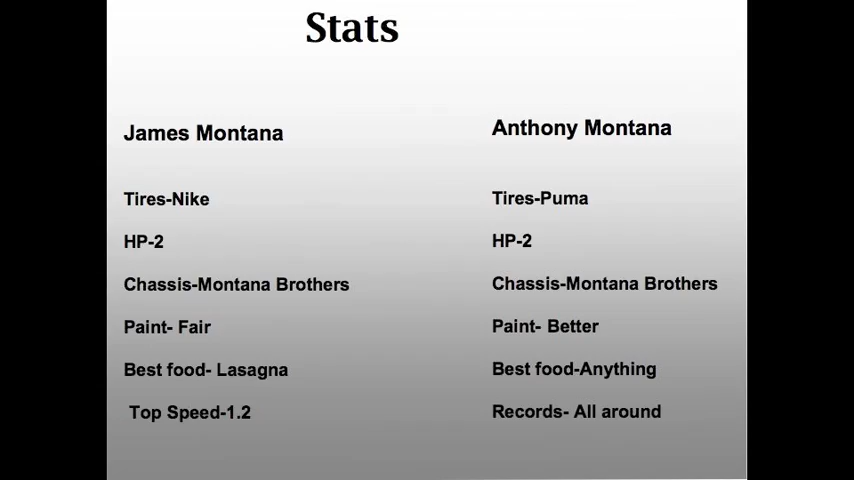 Stats
James Montana
Tires-Nike
HP-2
Chassis-Montana Brothers
Paint- Fair
Best food- Lasagna
Top Speed-1.2
Anthony Montana
Tires-Puma
HP-2
Chassis-Montana Brothers
Paint- Better
Best food-Anything
Records- All around